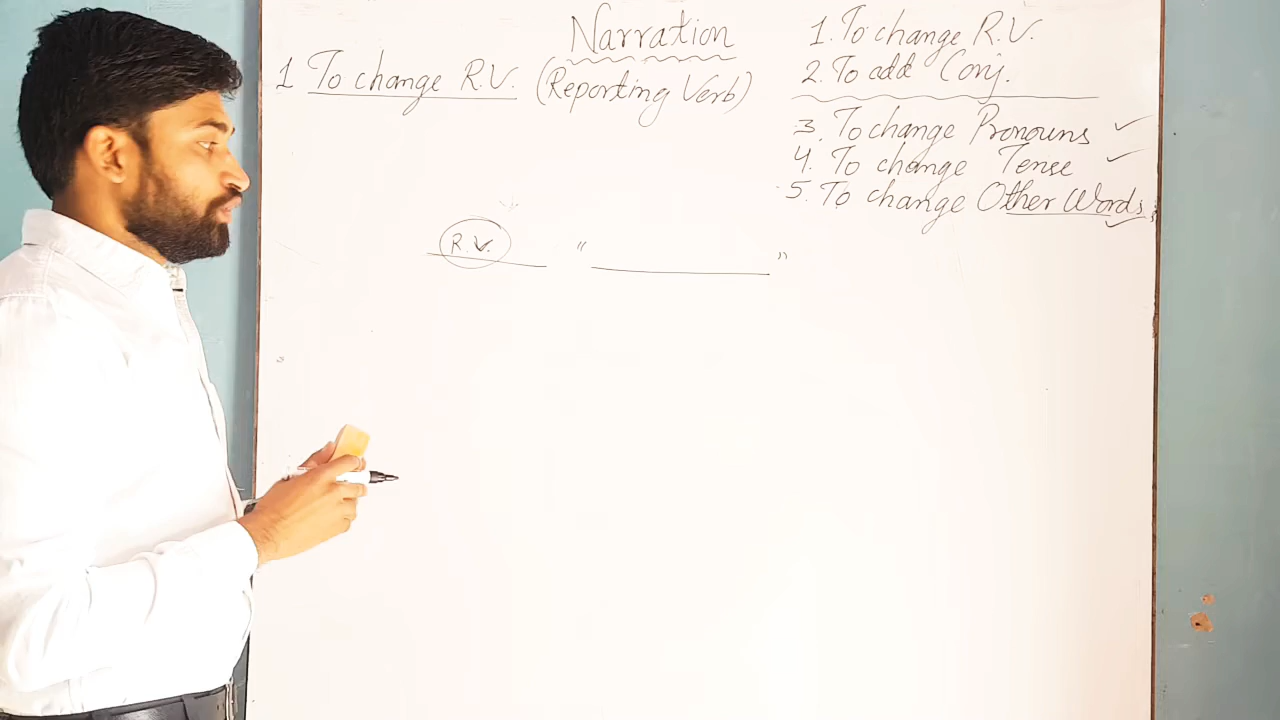 Narration
1 To change R.V. (Reporting Verb)
1. To change R.V.
2. To add Conj.
3. To change Pronouns ✓
4. To change Tense ✓
5. To change Other Words ✓
R.V. " "